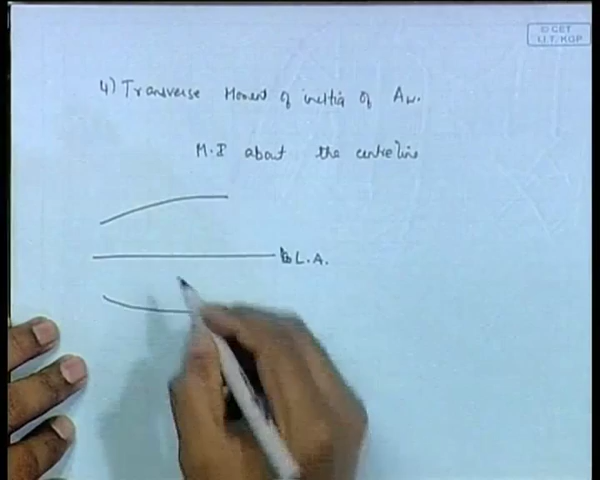 © CET
I.I.T. KGP
4) Transverse Moment of inertia of Aw.
M.I about the centreline
L.A.